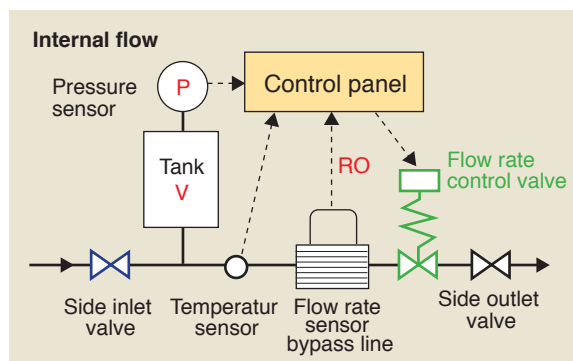 Internal flow
Pressure
sensor
P
Control panel
Tank
V
RO
Flow rate
control valve
Side inlet
valve
Temperatur
sensor
Flow rate
sensor
bypass line
Side outlet
valve